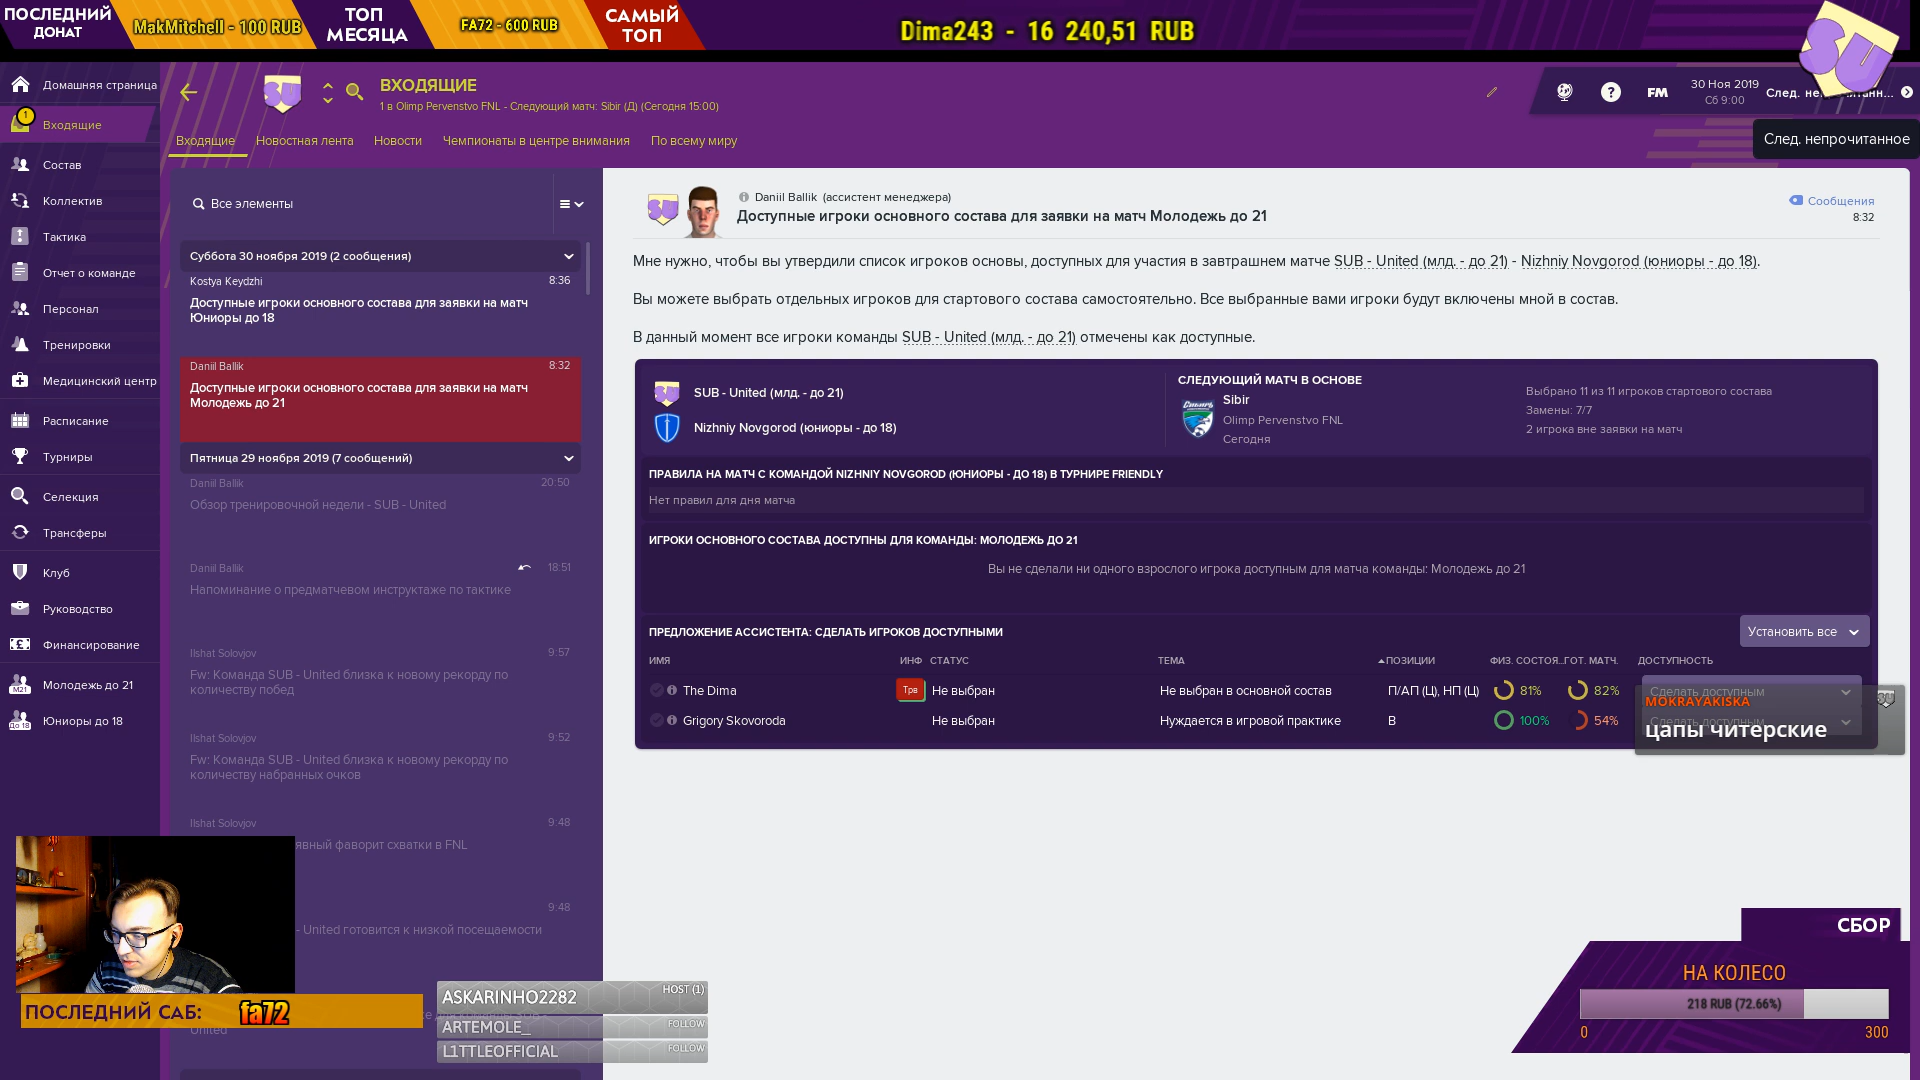 ПОСЛЕДНИЙ
ДОНАТ
MakMitchell - 100 RUB
ТОП
МЕСЯЦА
FA72 - 600 RUB
САМЫЙ
ТОП
Dima243 - 16 240,51 RUB
SU
Домашняя страница
1
Входящие
Состав
Коллектив
Тактика
Отчет о команде
Персонал
Тренировки
Медицинский центр
Расписание
Турниры
Селекция
Трансферы
Клуб
Руководство
Финансирование
M21
Молодежь до 21
До 18
Юниоры до 18
ВХОДЯЩИЕ
1 в Olimp Pervenstvo FNL - Следующий матч: Sibir (Д) (Сегодня 15:00)
FM
30 Ноя 2019
Сб 9:00
След.
След. непрочитанное
Входящие
Новостная лента
Новости
Чемпионаты в центре внимания
По всему миру
Все элементы
Суббота 30 ноября 2019 (2 сообщения)
Kostya Keydzhi 8:36
Доступные игроки основного состава для заявки на матч
Юниоры до 18
Daniil Ballik 8:32
Доступные игроки основного состава для заявки на матч
Молодежь до 21
Пятница 29 ноября 2019 (7 сообщений)
Daniil Ballik 20:50
Обзор тренировочной недели - SUB - United
Daniil Ballik 18:51
Напоминание о предматчевом инструктаже по тактике
Ilshat Solovjov 9:57
Fw: Команда SUB - United близка к новому рекорду по
количеству побед
Ilshat Solovjov 9:52
Fw: Команда SUB - United близка к новому рекорду по
количеству набранных очков
Ilshat Solovjov 9:48
явный фаворит схватки в FNL
9:48
- United готовится к низкой посещаемости
United
Daniil Ballik (ассистент менеджера)
Доступные игроки основного состава для заявки на матч Молодежь до 21
Сообщения
8:32
Мне нужно, чтобы вы утвердили список игроков основы, доступных для участия в завтрашнем матче SUB - United (млд. - до 21) - Nizhniy Novgorod (юниоры - до 18).
Вы можете выбрать отдельных игроков для стартового состава самостоятельно. Все выбранные вами игроки будут включены мной в состав.
В данный момент все игроки команды SUB - United (млд. - до 21) отмечены как доступные.
SUB - United (млд. - до 21)
Nizhniy Novgorod (юниоры - до 18)
СЛЕДУЮЩИЙ МАТЧ В ОСНОВЕ
Sibir
Olimp Pervenstvo FNL
Сегодня
Выбрано 11 из 11 игроков стартового состава
Замены: 7/7
2 игрока вне заявки на матч
ПРАВИЛА НА МАТЧ С КОМАНДОЙ NIZHNIY NOVGOROD (ЮНИОРЫ - ДО 18) В ТУРНИРЕ FRIENDLY
Нет правил для дня матча
ИГРОКИ ОСНОВНОГО СОСТАВА ДОСТУПНЫ ДЛЯ КОМАНДЫ: МОЛОДЕЖЬ ДО 21
Вы не сделали ни одного взрослого игрока доступным для матча команды: Молодежь до 21
ПРЕДЛОЖЕНИЕ АССИСТЕНТА: СДЕЛАТЬ ИГРОКОВ ДОСТУПНЫМИ
Установить все
ИМЯ ИНФ СТАТУС ТЕМА ПОЗИЦИИ ФИЗ. СОСТОЯ... ГОТ. МАТЧ. ДОСТУПНОСТЬ
The Dima Трв Не выбран Не выбран в основной состав П/АП (Ц), НП (Ц) 81% 82% Сделать доступным
Grigory Skovoroda Не выбран Нуждается в игровой практике В 100% 54% Сделать доступным
MOKRAYAKISKA
цапы читерские
ПОСЛЕДНИЙ САБ: fa72
ASKARINHO2282 HOST (1)
ARTEMOLE_ FOLLOW
L1TTLEOFFICIAL FOLLOW
СБОР
НА КОЛЕСО
218 RUB (72.66%)
0 300